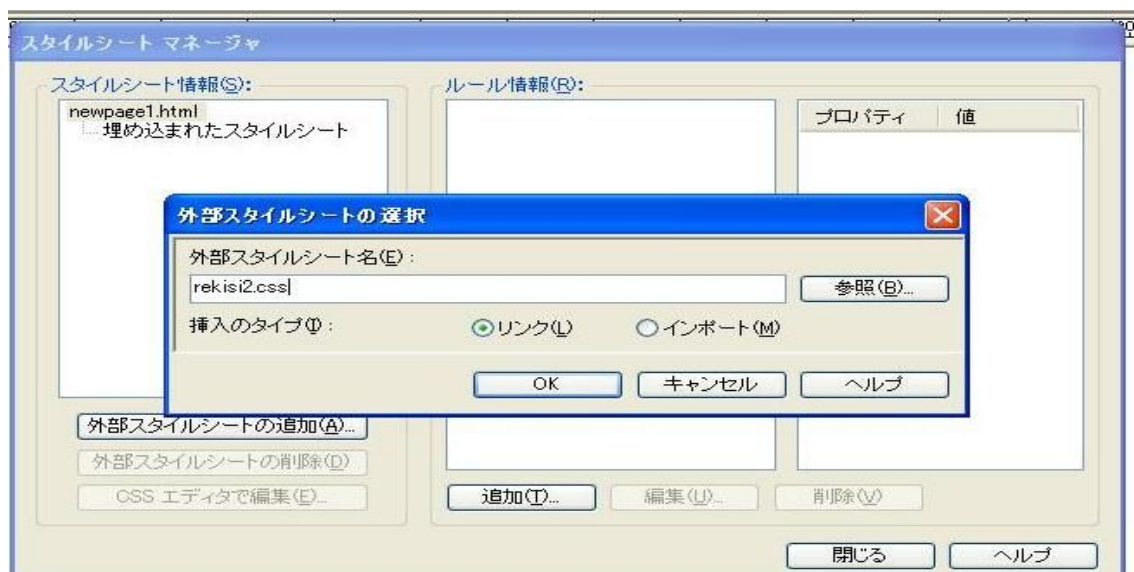 スタイルシート マネージャ
スタイルシート情報(S):
newpage1.html
埋め込まれたスタイルシート
ルール情報(R):
プロパティ
値
外部スタイルシートの選択
外部スタイルシート名(E):
rekisi2.css
参照(B)...
挿入のタイプ(I):
リンク(L)
インポート(M)
OK
キャンセル
ヘルプ
外部スタイルシートの追加(A)...
外部スタイルシートの削除(D)
CSS エディタで編集(E)...
追加(T)...
編集(U)...
削除(V)
閉じる
ヘルプ